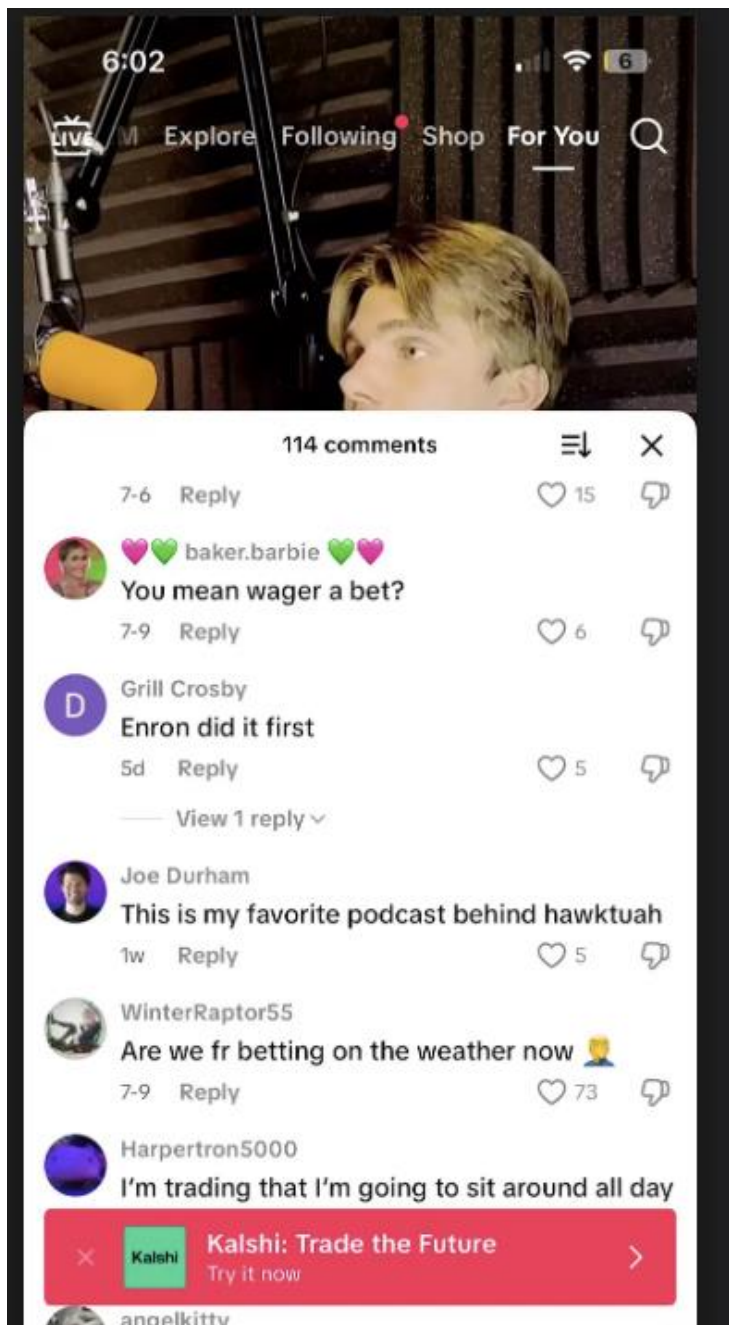 6:02
6
LIVE M Explore Following Shop For You
114 comments
7-6 Reply 15
💗💚 baker.barbie 💚💗
You mean wager a bet?
7-9 Reply 6
D
Grill Crosby
Enron did it first
5d Reply 5
View 1 reply
Joe Durham
This is my favorite podcast behind hawktuah
1w Reply 5
WinterRaptor55
Are we fr betting on the weather now 🤦
7-9 Reply 73
Harpertron5000
I'm trading that I'm going to sit around all day
Kalshi
Kalshi: Trade the Future
Try it now
angelkitty